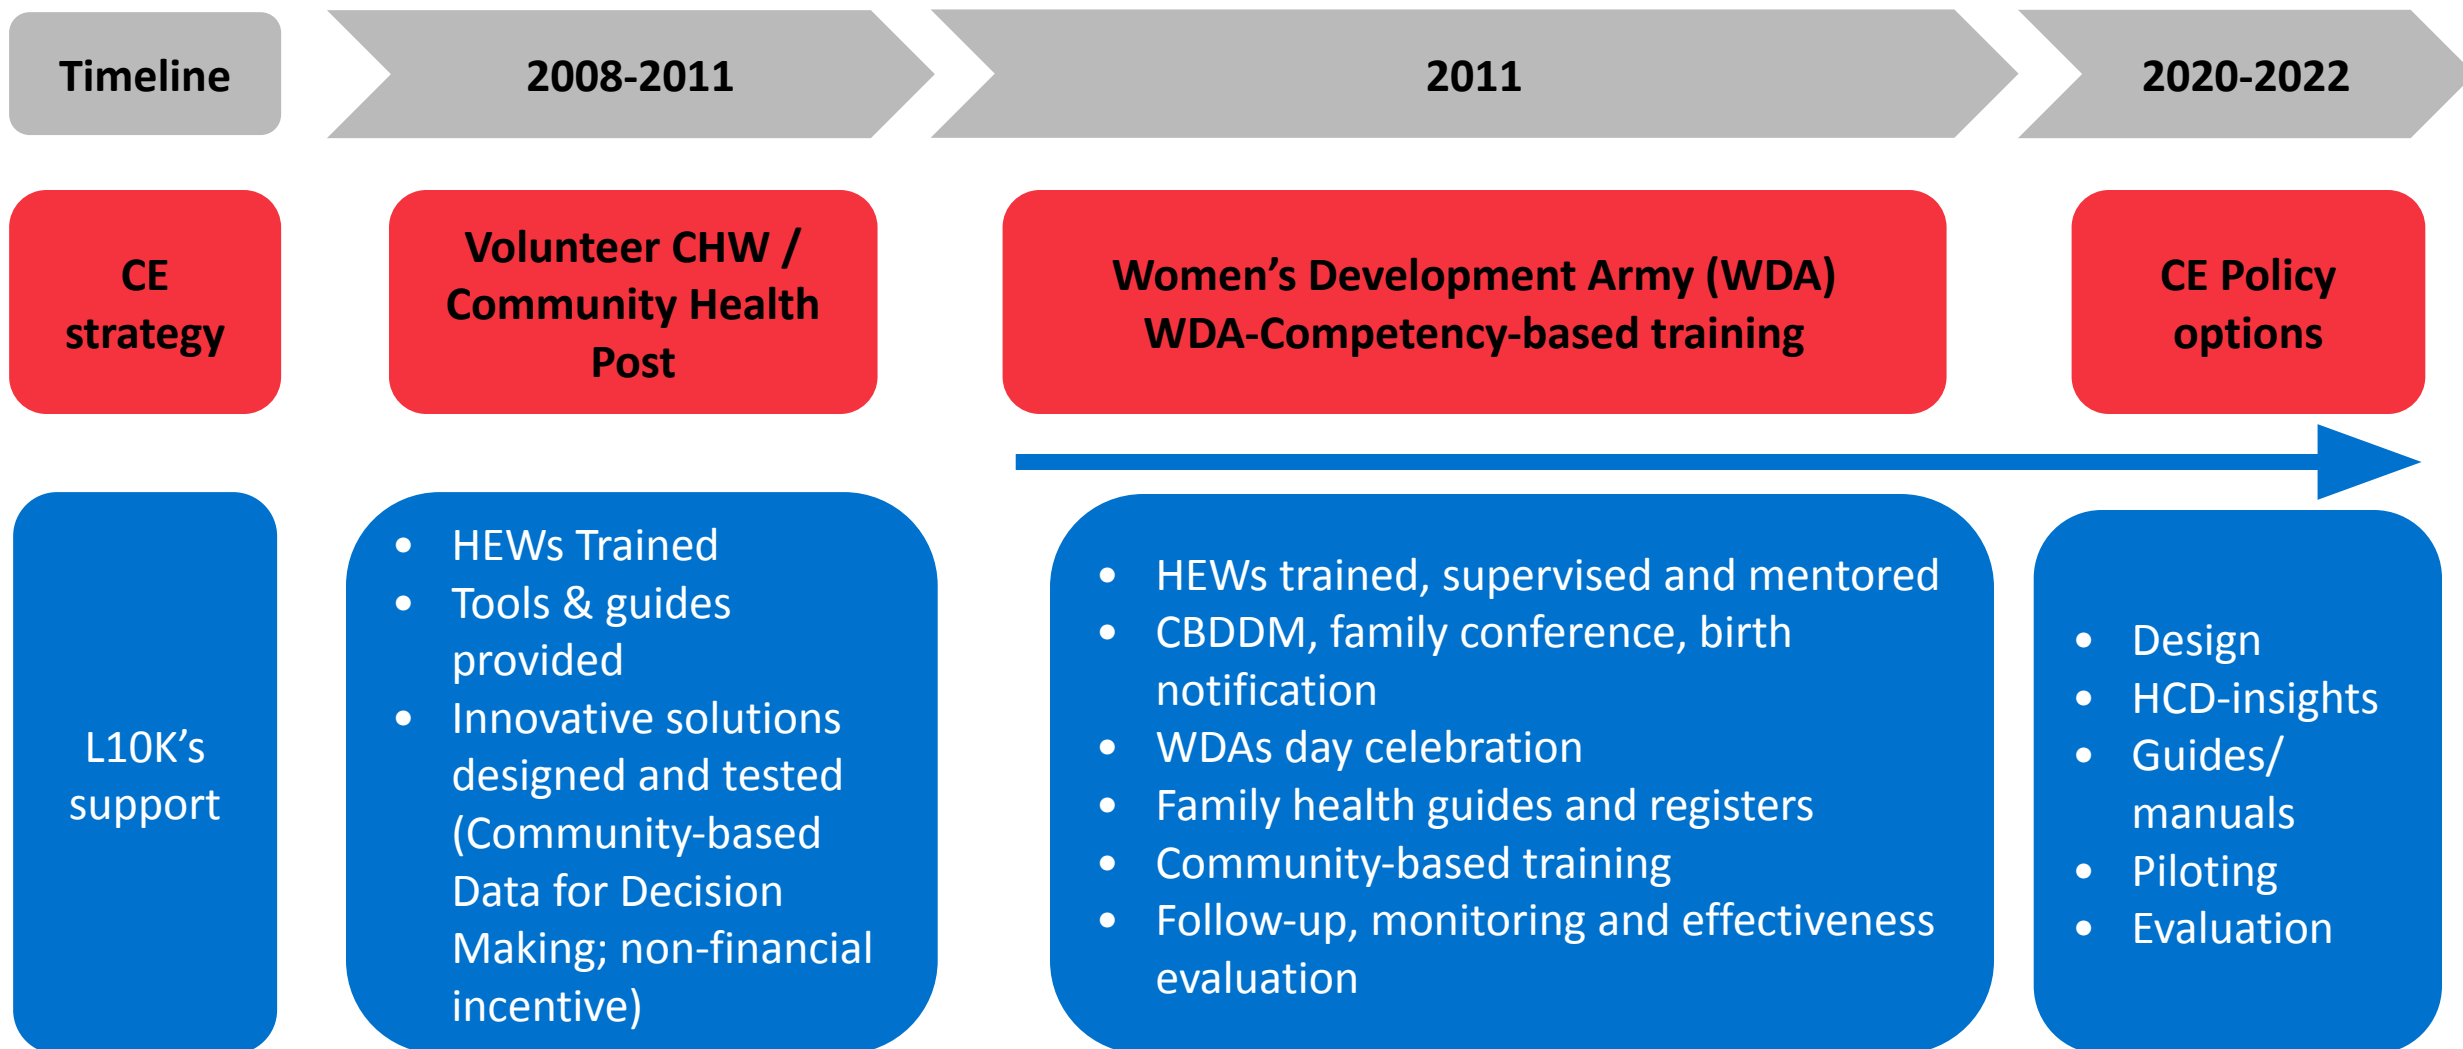 Timeline
2008-2011
2011
2020-2022
CE
strategy
Volunteer CHW /
Community Health
Post
Women’s Development Army (WDA)
WDA-Competency-based training
CE Policy
options
L10K’s
support
• HEWs Trained
• Tools & guides
provided
• Innovative solutions
designed and tested
(Community-based
Data for Decision
Making; non-financial
incentive)
• HEWs trained, supervised and mentored
• CBDDM, family conference, birth
notification
• WDAs day celebration
• Family health guides and registers
• Community-based training
• Follow-up, monitoring and effectiveness
evaluation
• Design
• HCD-insights
• Guides/
manuals
• Piloting
• Evaluation